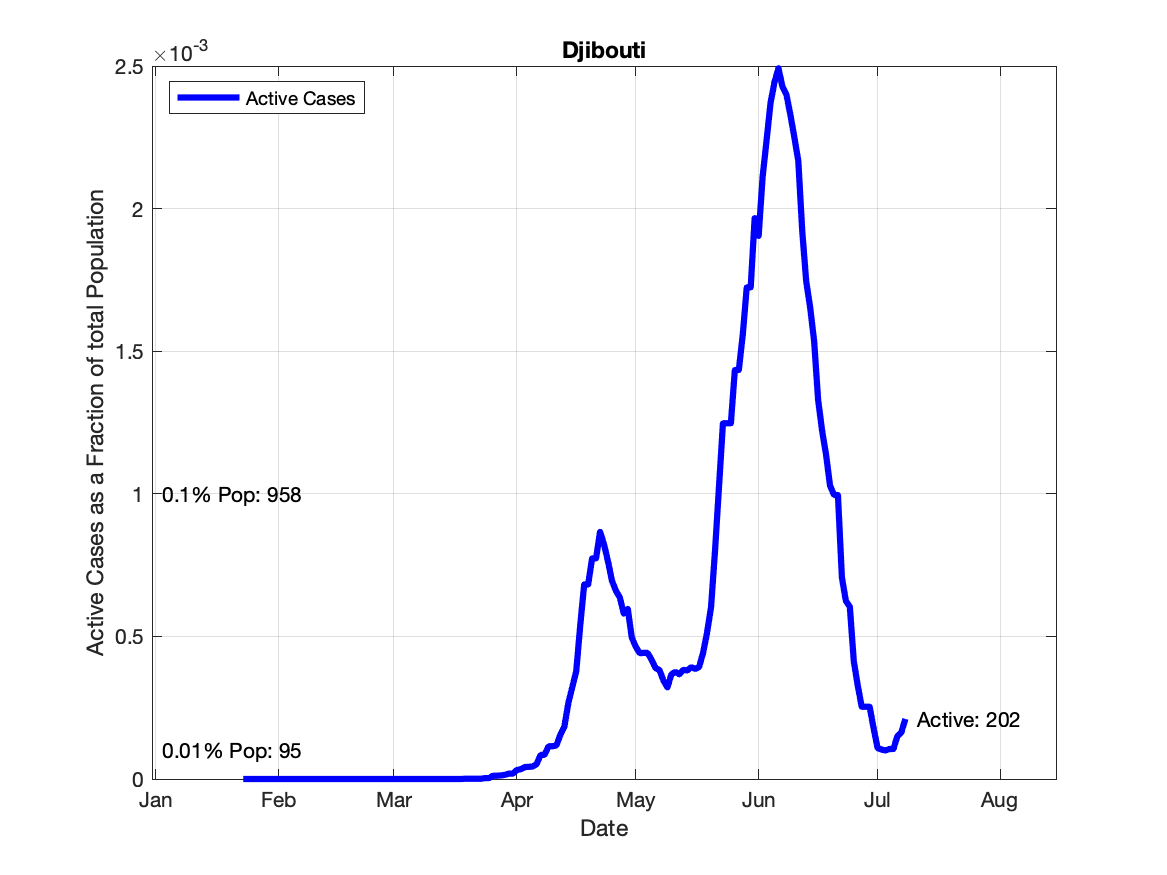 Djibouti
×10-3
2.5
2
1.5
1
0.5
0
Active Cases as a Fraction of total Population
Active Cases
0.1% Pop: 958
0.01% Pop: 95
Active: 202
Jan Feb Mar Apr May Jun Jul Aug
Date